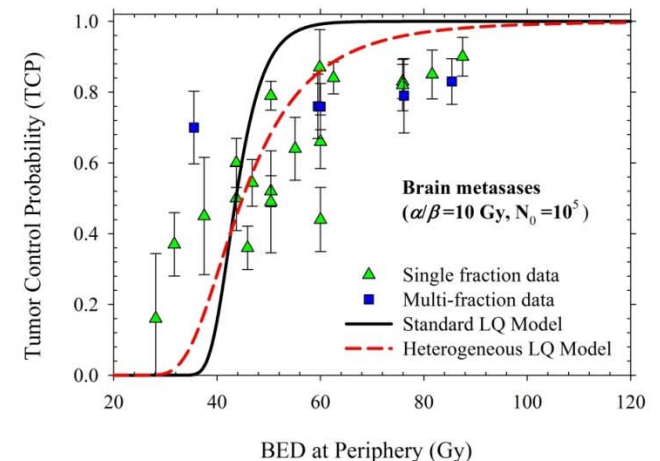 1.0
0.8
0.6
0.4
0.2
0.0
Tumor Control Probability (TCP)
Brain metasases
(α/β=10 Gy, N₀ =10⁵ )
Single fraction data
Multi-fraction data
Standard LQ Model
Heterogeneous LQ Model
20 40 60 80 100 120
BED at Periphery (Gy)